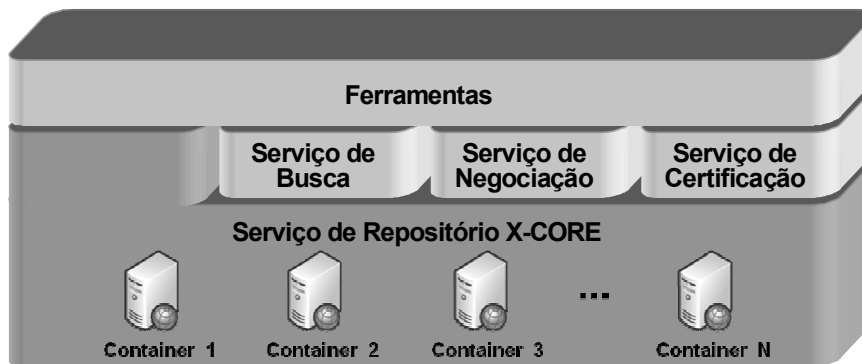 Ferramentas
Serviço de
Busca
Serviço de
Negociação
Serviço de
Certificação
Serviço de Repositório X-CORE
...
Container 1
Container 2
Container 3
Container N